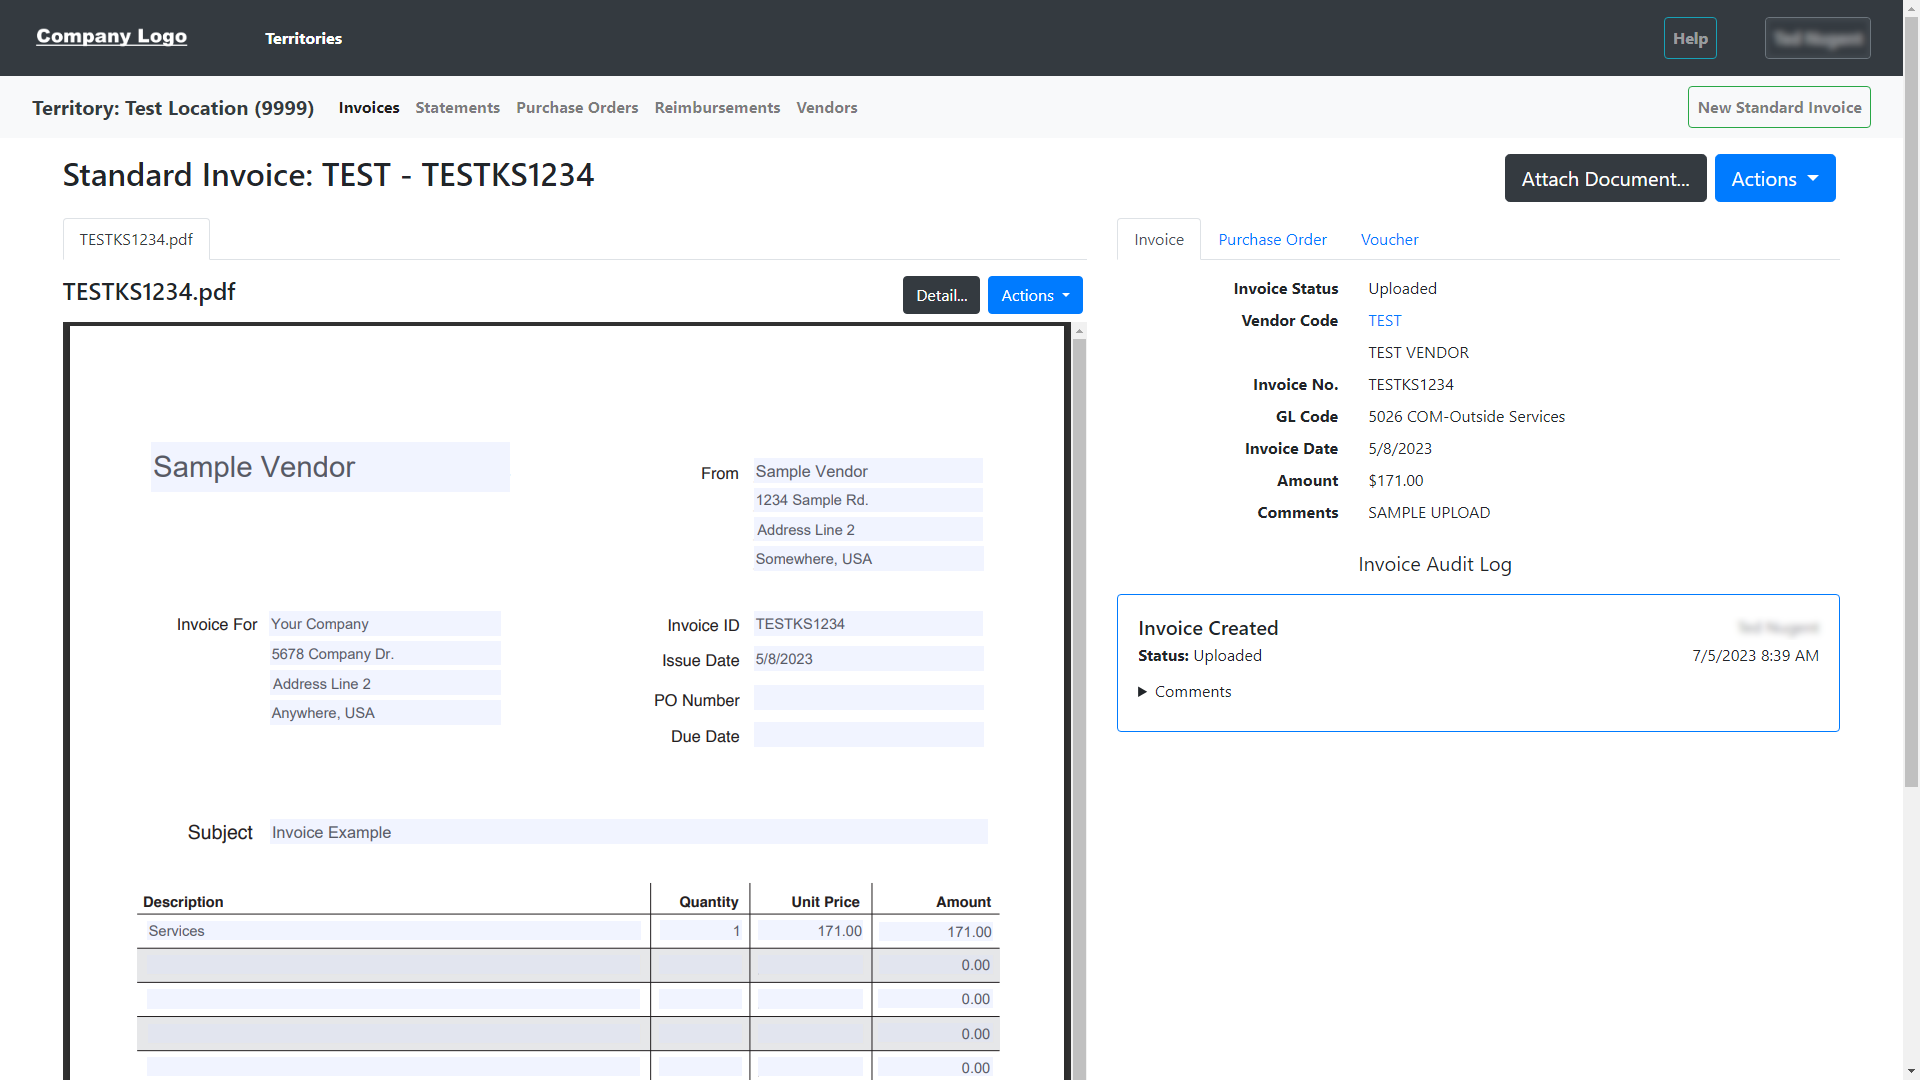 Company Logo
Territories
Help
Territory: Test Location (9999)
Invoices
Statements
Purchase Orders
Reimbursements
Vendors
New Standard Invoice
Standard Invoice: TEST - TESTKS1234
Attach Document...
Actions
TESTKS1234.pdf
TESTKS1234.pdf
Detail...
Actions
Sample Vendor
From Sample Vendor
1234 Sample Rd.
Address Line 2
Somewhere, USA
Invoice For Your Company
5678 Company Dr.
Address Line 2
Anywhere, USA
Invoice ID TESTKS1234
Issue Date 5/8/2023
PO Number
Due Date
Subject Invoice Example
Description Quantity Unit Price Amount
Services 1 171.00 171.00
0.00
0.00
0.00
0.00
Invoice Purchase Order Voucher
Invoice Status Uploaded
Vendor Code TEST
TEST VENDOR
Invoice No. TESTKS1234
GL Code 5026 COM-Outside Services
Invoice Date 5/8/2023
Amount $171.00
Comments SAMPLE UPLOAD
Invoice Audit Log
Invoice Created
Status: Uploaded 7/5/2023 8:39 AM
Comments